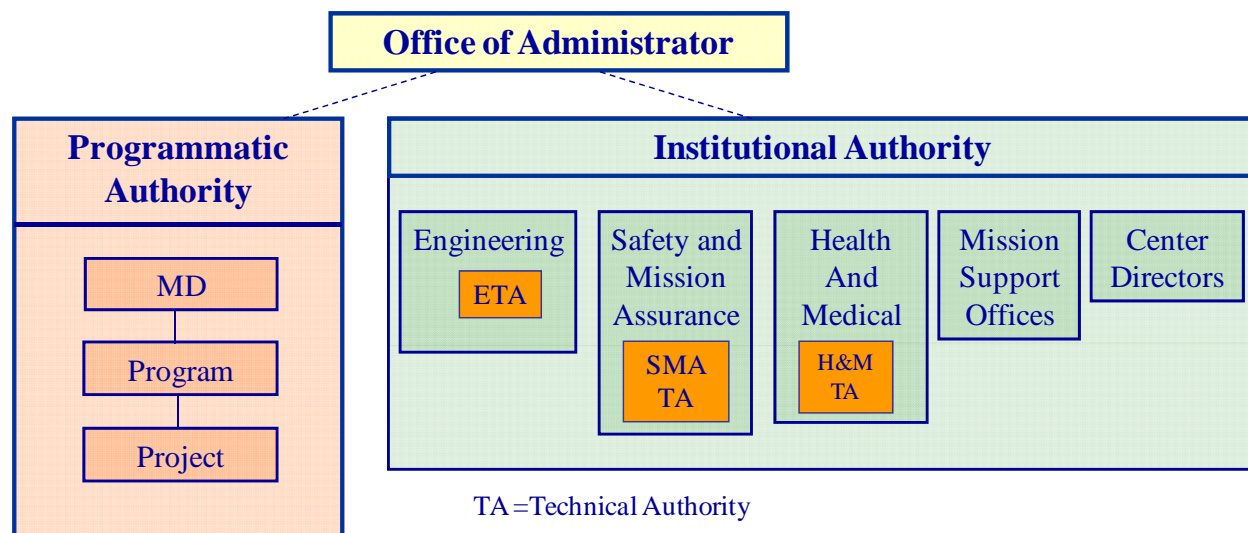 Office of Administrator
Programmatic
Authority
MD
Program
Project
Institutional Authority
Engineering
ETA
Safety and
Mission
Assurance
SMA
TA
Health
And
Medical
H&M
TA
Mission
Support
Offices
Center
Directors
TA =Technical Authority